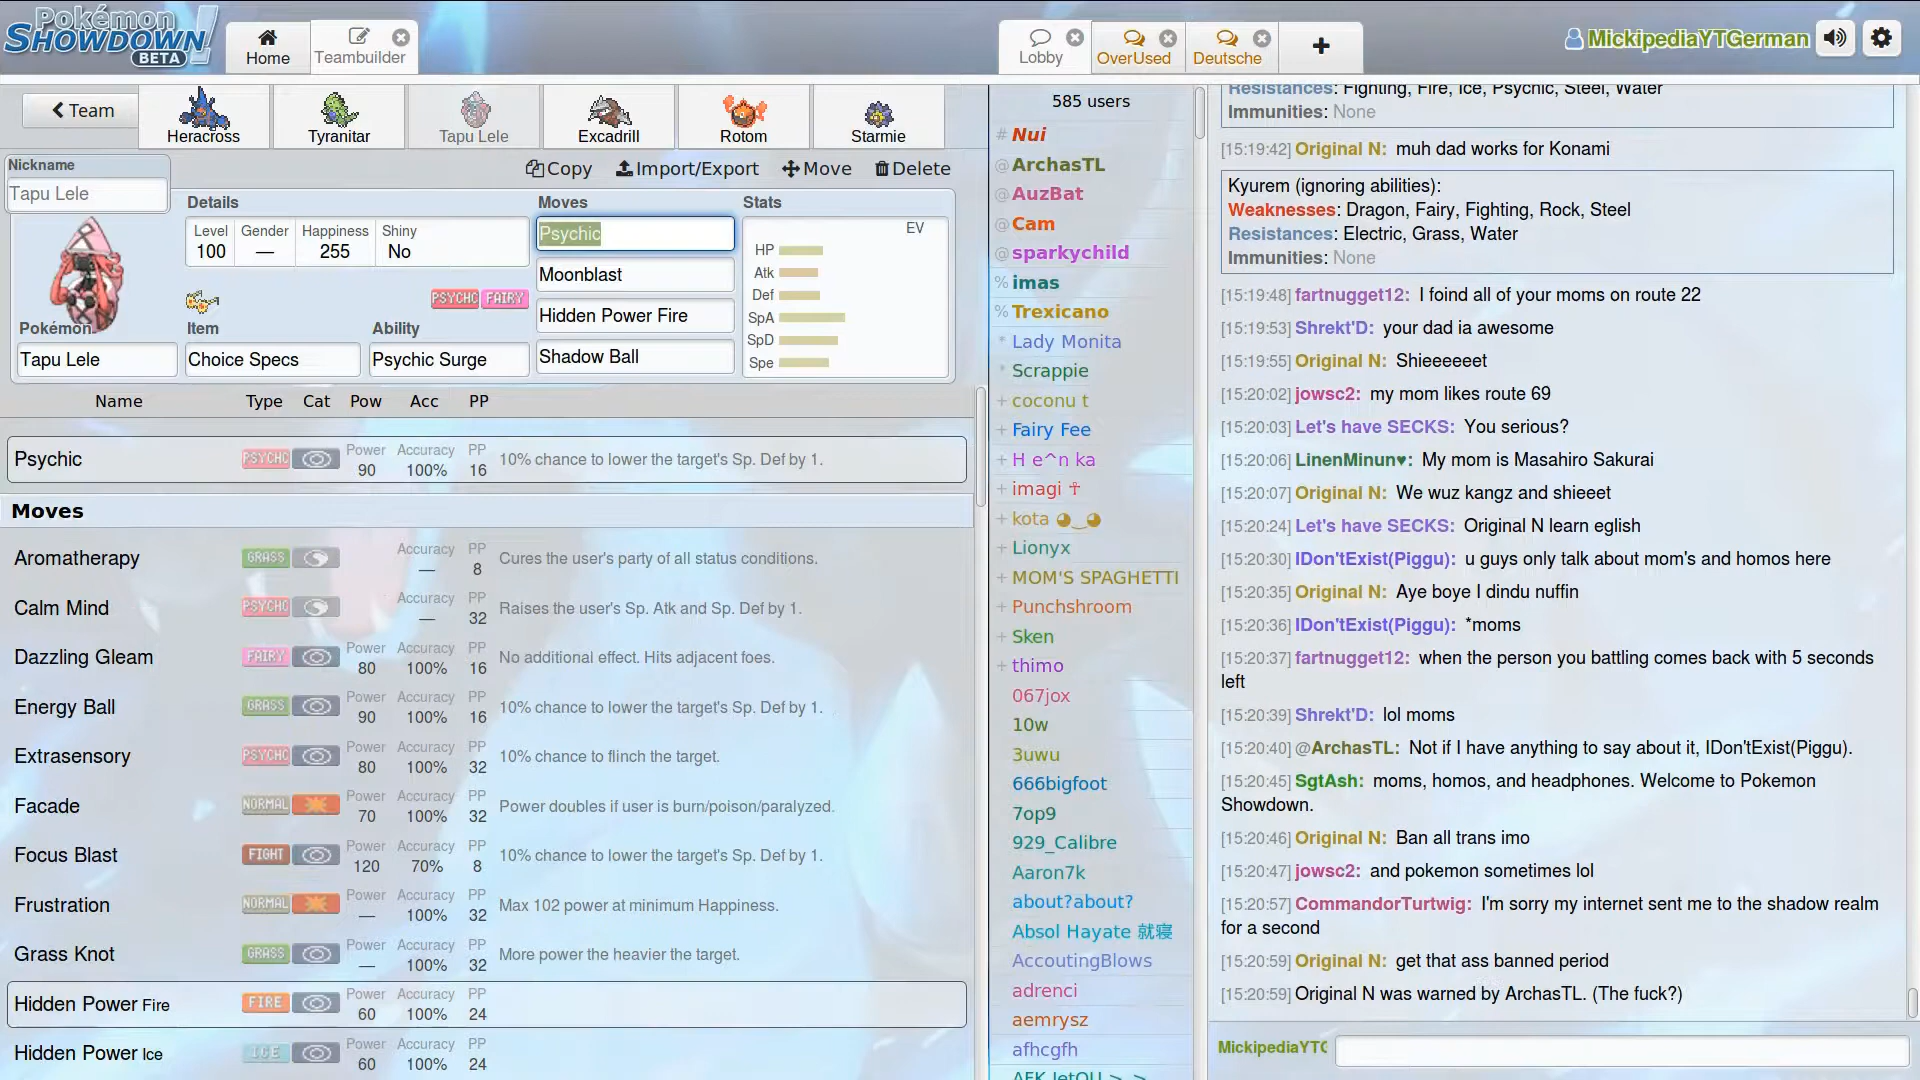 Pokémon
SHOWDOWN!
BETA
Home
Teambuilder
Lobby
OverUsed
Deutsche
+
MickipediaYTGerman
Team
Heracross
Tyranitar
Tapu Lele
Excadrill
Rotom
Starmie
Copy
Import/Export
Move
Delete
Nickname
Tapu Lele
Details
Level
100
Gender
—
Happiness
255
Shiny
No
PSYCHC FAIRY
Pokémon
Tapu Lele
Item
Choice Specs
Ability
Psychic Surge
Moves
Psychic
Moonblast
Hidden Power Fire
Shadow Ball
Stats
EV
HP
Atk
Def
SpA
SpD
Spe
Name Type Cat Pow Acc PP
Psychic PSYCHC Power 90 Accuracy 100% PP 16 10% chance to lower the target's Sp. Def by 1.
Moves
Aromatherapy GRASS Accuracy — PP 8 Cures the user's party of all status conditions.
Calm Mind PSYCHC Accuracy — PP 32 Raises the user's Sp. Atk and Sp. Def by 1.
Dazzling Gleam FAIRY Power 80 Accuracy 100% PP 16 No additional effect. Hits adjacent foes.
Energy Ball GRASS Power 90 Accuracy 100% PP 16 10% chance to lower the target's Sp. Def by 1.
Extrasensory PSYCHC Power 80 Accuracy 100% PP 32 10% chance to flinch the target.
Facade NORMAL Power 70 Accuracy 100% PP 32 Power doubles if user is burn/poison/paralyzed.
Focus Blast FIGHT Power 120 Accuracy 70% PP 8 10% chance to lower the target's Sp. Def by 1.
Frustration NORMAL Power — Accuracy 100% PP 32 Max 102 power at minimum Happiness.
Grass Knot GRASS Power — Accuracy 100% PP 32 More power the heavier the target.
Hidden Power Fire FIRE Power 60 Accuracy 100% PP 24
Hidden Power Ice ICE Power 60 Accuracy 100% PP 24
585 users
# Nui
@ ArchasTL
@ AuzBat
@ Cam
@ sparkychild
% imas
% Trexicano
* Lady Monita
* Scrappie
+ coconu t
+ Fairy Fee
+ H e^n ka
+ imagi ☥
+ kota ◕‿◕
+ Lionyx
+ MOM'S SPAGHETTI
+ Punchshroom
+ Sken
+ thimo
067jox
10w
3uwu
666bigfoot
7op9
929_Calibre
Aaron7k
about?about?
Absol Hayate 就寝
AccoutingBlows
adrenci
aemrysz
afhcgfh
AFK JetOU >_>
Resistances: Fighting, Fire, Ice, Psychic, Steel, Water
Immunities: None
[15:19:42] Original N: muh dad works for Konami
Kyurem (ignoring abilities):
Weaknesses: Dragon, Fairy, Fighting, Rock, Steel
Resistances: Electric, Grass, Water
Immunities: None
[15:19:48] fartnugget12: I foind all of your moms on route 22
[15:19:53] Shrekt'D: your dad ia awesome
[15:19:55] Original N: Shieeeeeet
[15:20:02] jowsc2: my mom likes route 69
[15:20:03] Let's have SECKS: You serious?
[15:20:06] LinenMinun♥: My mom is Masahiro Sakurai
[15:20:07] Original N: We wuz kangz and shieeet
[15:20:24] Let's have SECKS: Original N learn eglish
[15:20:30] IDon'tExist(Piggu): u guys only talk about mom's and homos here
[15:20:35] Original N: Aye boye I dindu nuffin
[15:20:36] IDon'tExist(Piggu): *moms
[15:20:37] fartnugget12: when the person you battling comes back with 5 seconds
left
[15:20:39] Shrekt'D: lol moms
[15:20:40] @ArchasTL: Not if I have anything to say about it, IDon'tExist(Piggu).
[15:20:45] SgtAsh: moms, homos, and headphones. Welcome to Pokemon
Showdown.
[15:20:46] Original N: Ban all trans imo
[15:20:47] jowsc2: and pokemon sometimes lol
[15:20:57] CommandorTurtwig: I'm sorry my internet sent me to the shadow realm
for a second
[15:20:59] Original N: get that ass banned period
[15:20:59] Original N was warned by ArchasTL. (The fuck?)
MickipediaYTG